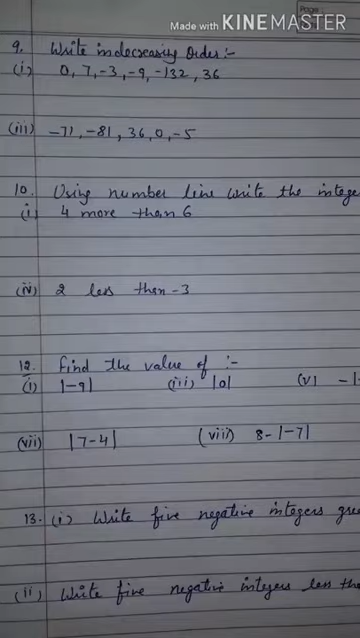 Page:
Made with KINEMASTER
9. Write in decreasing Order :-
(i) 0, 7, -3, -9, -132, 36
(iii) -71, -81, 36, 0, -5
10. Using number line write the intege
(i) 4 more than 6
(iv) 2 less then -3
12. Find the value of :-
(i) |-9| (iii) |0| (v) -|-
(vii) |7-4| (viii) 8-|-7|
13. (i) Write five negative integers gre
(ii) Write five negative integers less the